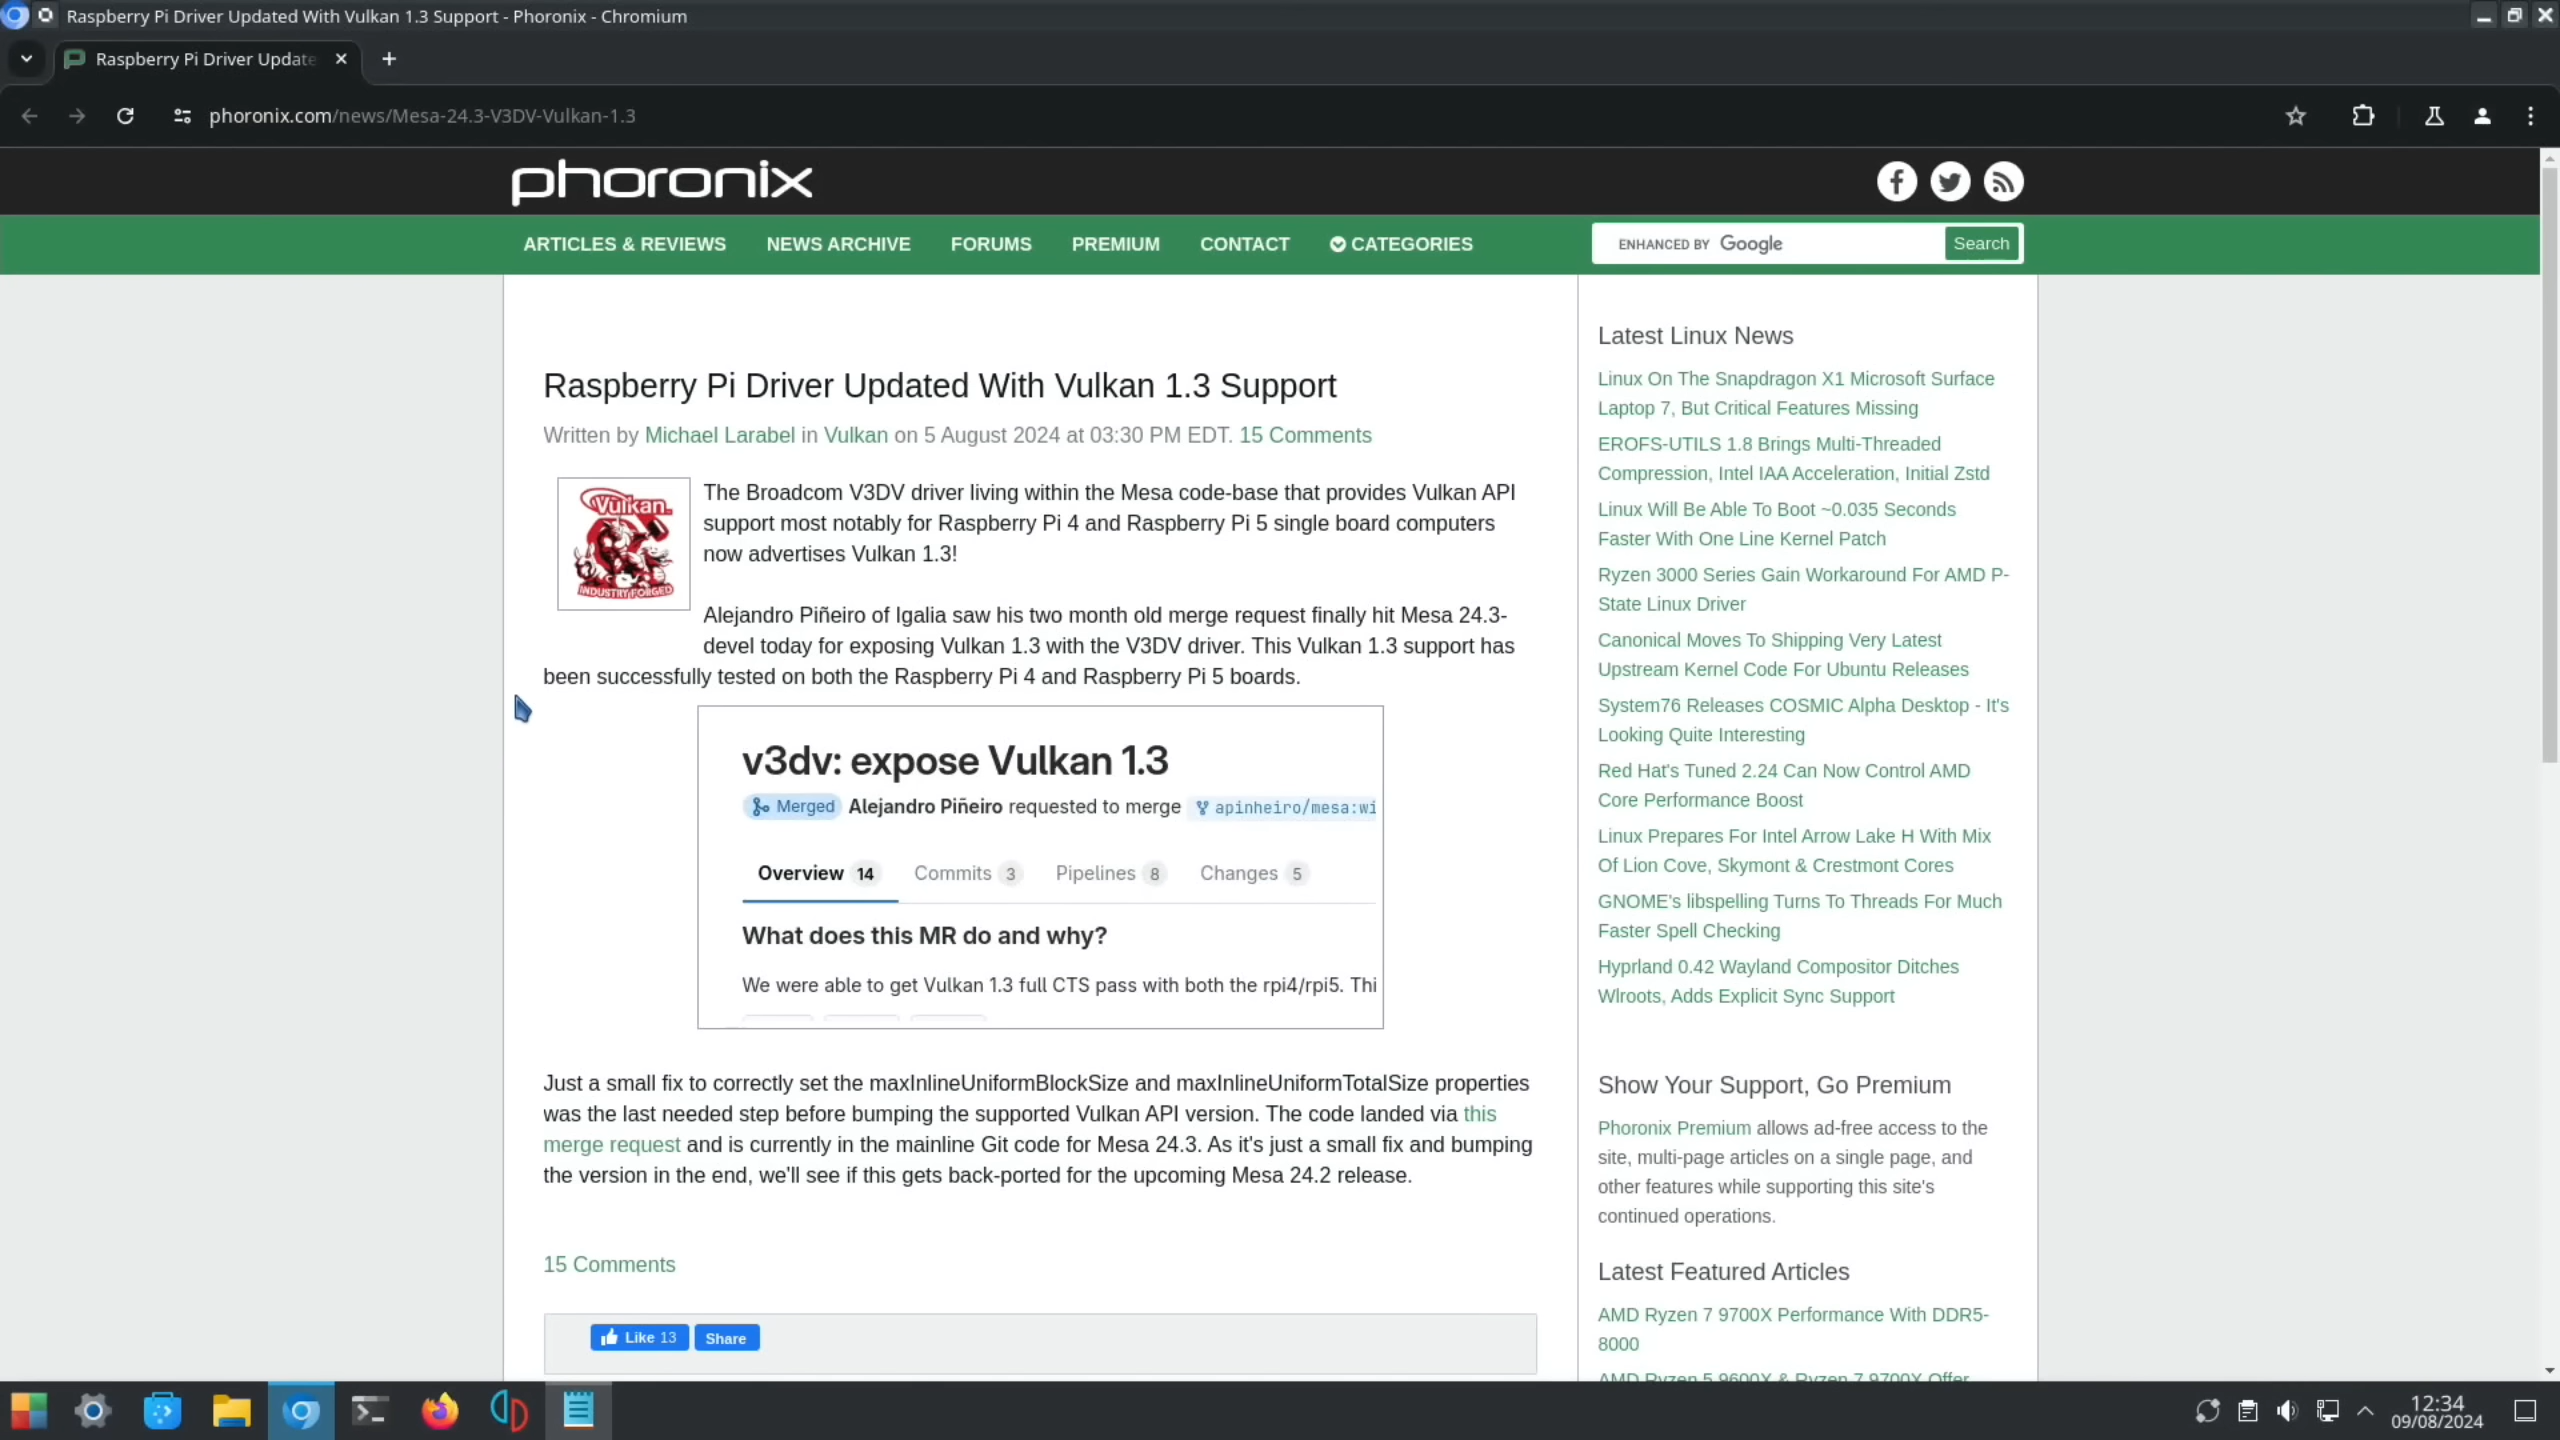 Raspberry Pi Driver Updated With Vulkan 1.3 Support - Phoronix - Chromium
Raspberry Pi Driver Update
phoronix.com/news/Mesa-24.3-V3DV-Vulkan-1.3
phoronix
ARTICLES & REVIEWS NEWS ARCHIVE FORUMS PREMIUM CONTACT CATEGORIES
ENHANCED BY Google Search
Raspberry Pi Driver Updated With Vulkan 1.3 Support
Written by Michael Larabel in Vulkan on 5 August 2024 at 03:30 PM EDT. 15 Comments
Vulkan
INDUSTRY FORGED
The Broadcom V3DV driver living within the Mesa code-base that provides Vulkan API
support most notably for Raspberry Pi 4 and Raspberry Pi 5 single board computers
now advertises Vulkan 1.3!
Alejandro Piñeiro of Igalia saw his two month old merge request finally hit Mesa 24.3-
devel today for exposing Vulkan 1.3 with the V3DV driver. This Vulkan 1.3 support has
been successfully tested on both the Raspberry Pi 4 and Raspberry Pi 5 boards.
v3dv: expose Vulkan 1.3
Merged Alejandro Piñeiro requested to merge apinheiro/mesa:wi
Overview 14 Commits 3 Pipelines 8 Changes 5
What does this MR do and why?
We were able to get Vulkan 1.3 full CTS pass with both the rpi4/rpi5. Thi
Just a small fix to correctly set the maxInlineUniformBlockSize and maxInlineUniformTotalSize properties
was the last needed step before bumping the supported Vulkan API version. The code landed via this
merge request and is currently in the mainline Git code for Mesa 24.3. As it's just a small fix and bumping
the version in the end, we'll see if this gets back-ported for the upcoming Mesa 24.2 release.
15 Comments
Like 13 Share
Latest Linux News
Linux On The Snapdragon X1 Microsoft Surface
Laptop 7, But Critical Features Missing
EROFS-UTILS 1.8 Brings Multi-Threaded
Compression, Intel IAA Acceleration, Initial Zstd
Linux Will Be Able To Boot ~0.035 Seconds
Faster With One Line Kernel Patch
Ryzen 3000 Series Gain Workaround For AMD P-
State Linux Driver
Canonical Moves To Shipping Very Latest
Upstream Kernel Code For Ubuntu Releases
System76 Releases COSMIC Alpha Desktop - It's
Looking Quite Interesting
Red Hat's Tuned 2.24 Can Now Control AMD
Core Performance Boost
Linux Prepares For Intel Arrow Lake H With Mix
Of Lion Cove, Skymont & Crestmont Cores
GNOME's libspelling Turns To Threads For Much
Faster Spell Checking
Hyprland 0.42 Wayland Compositor Ditches
Wlroots, Adds Explicit Sync Support
Show Your Support, Go Premium
Phoronix Premium allows ad-free access to the
site, multi-page articles on a single page, and
other features while supporting this site's
continued operations.
Latest Featured Articles
AMD Ryzen 7 9700X Performance With DDR5-
8000
AMD Ryzen 5 9600X & Ryzen 7 9700X Offer
12:34
09/08/2024